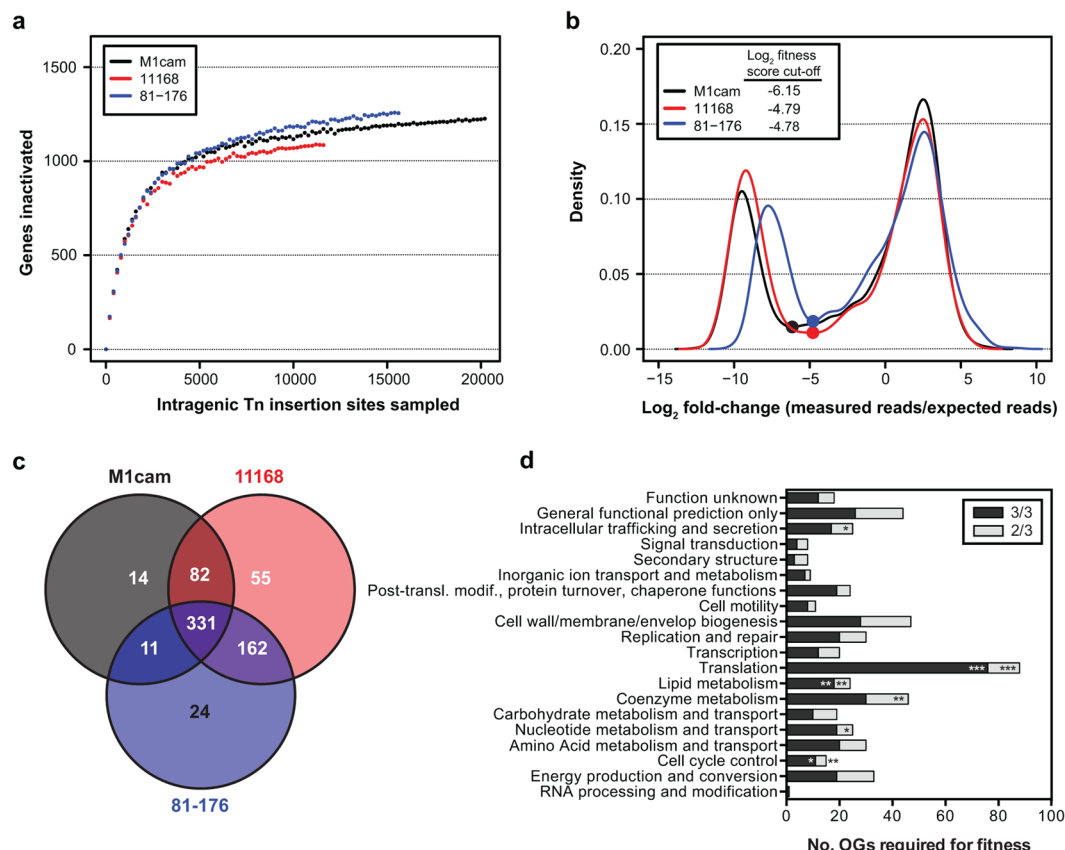 a
1500
1000
500
0
Genes inactivated
M1cam
11168
81−176
0
5000
10000
15000
20000
Intragenic Tn insertion sites sampled
b
0.20
0.15
0.10
0.05
0.00
Density
Log2 fitness
score cut-off
M1cam -6.15
11168 -4.79
81−176 -4.78
−15
−10
−5
0
5
10
Log2 fold-change (measured reads/expected reads)
c
M1cam
11168
14
82
55
331
11
162
24
81-176
d
3/3
2/3
Function unknown
General functional prediction only
Intracellular trafficking and secretion *
Signal transduction
Secondary structure
Inorganic ion transport and metabolism
Post-transl. modif., protein turnover, chaperone functions
Cell motility
Cell wall/membrane/envelop biogenesis
Replication and repair
Transcription
Translation *** ***
Lipid metabolism ** **
Coenzyme metabolism **
Carbohydrate metabolism and transport
Nucleotide metabolism and transport *
Amino Acid metabolism and transport
Cell cycle control * **
Energy production and conversion
RNA processing and modification
0
20
40
60
80
100
No. OGs required for fitness